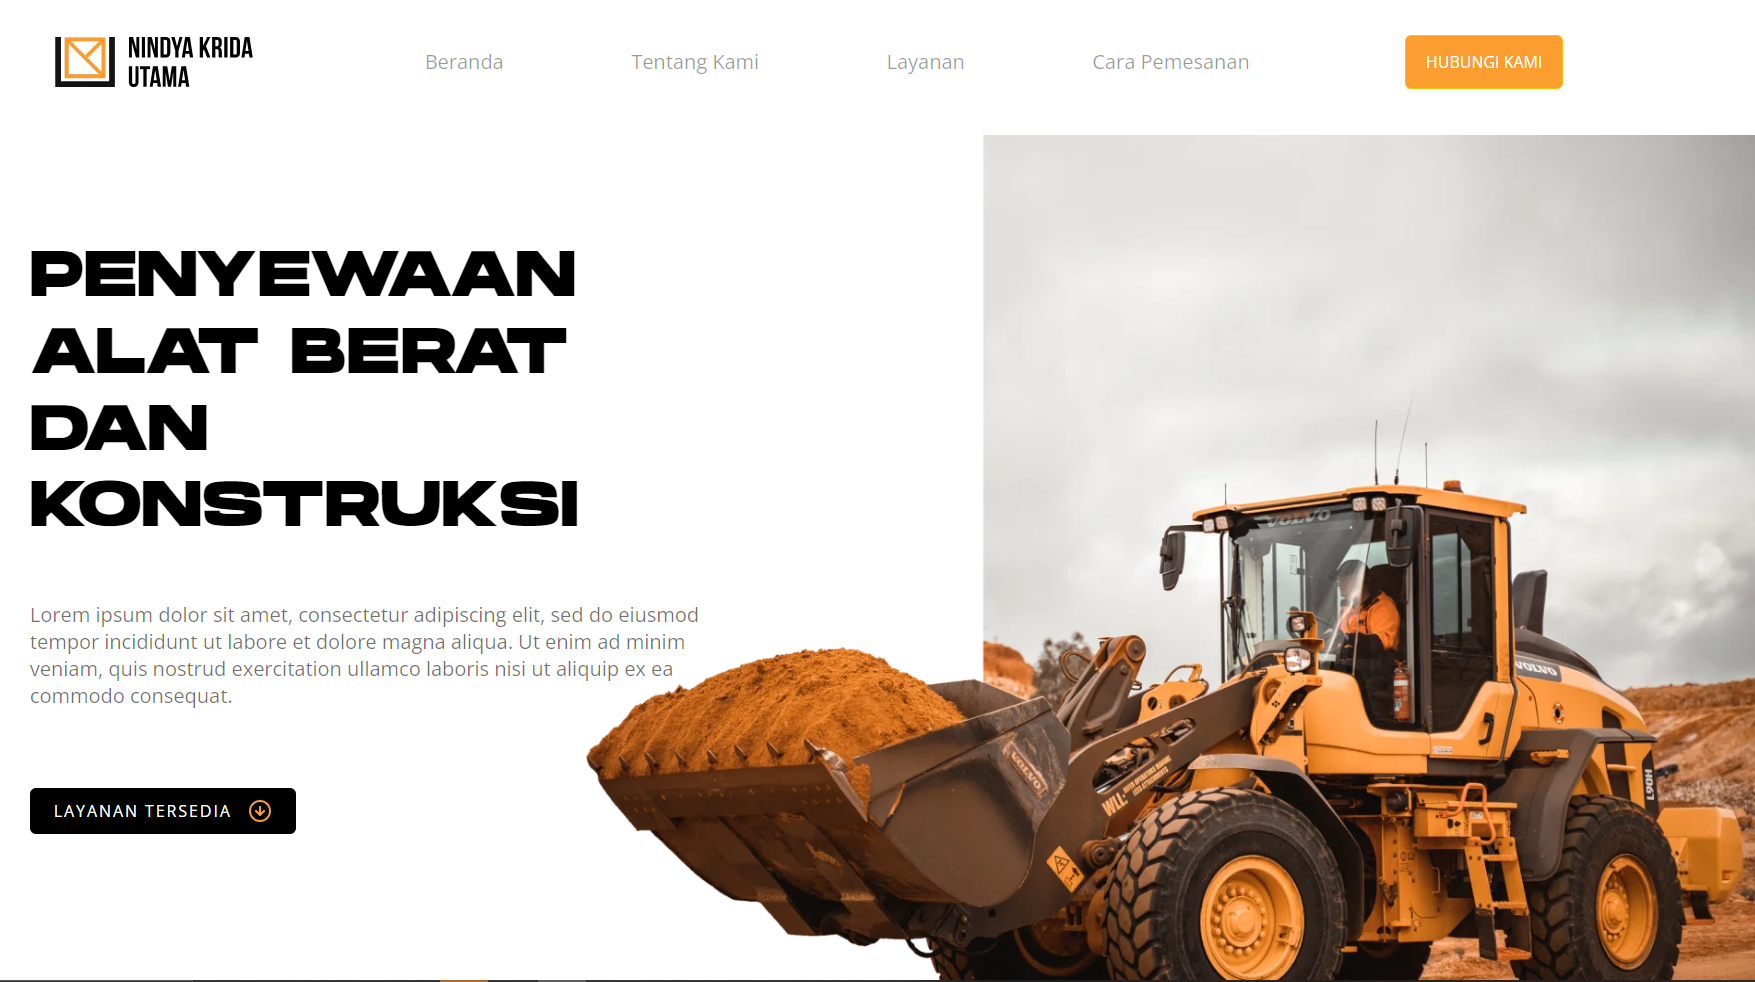 NINDYA KRIDA
UTAMA
Beranda
Tentang Kami
Layanan
Cara Pemesanan
HUBUNGI KAMI
PENYEWAAN
ALAT BERAT
DAN
KONSTRUKSI
Lorem ipsum dolor sit amet, consectetur adipiscing elit, sed do eiusmod
tempor incididunt ut labore et dolore magna aliqua. Ut enim ad minim
veniam, quis nostrud exercitation ullamco laboris nisi ut aliquip ex ea
commodo consequat.
LAYANAN TERSEDIA
VOLVO
VOLVO
VOLVO
WLL:
L90H